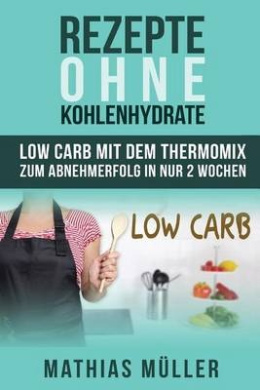 REZEPTE
OHNE
KOHLENHYDRATE
LOW CARB MIT DEM THERMOMIX
ZUM ABNEHMERFOLG IN NUR 2 WOCHEN
LOW CARB
MATHIAS MÜLLER